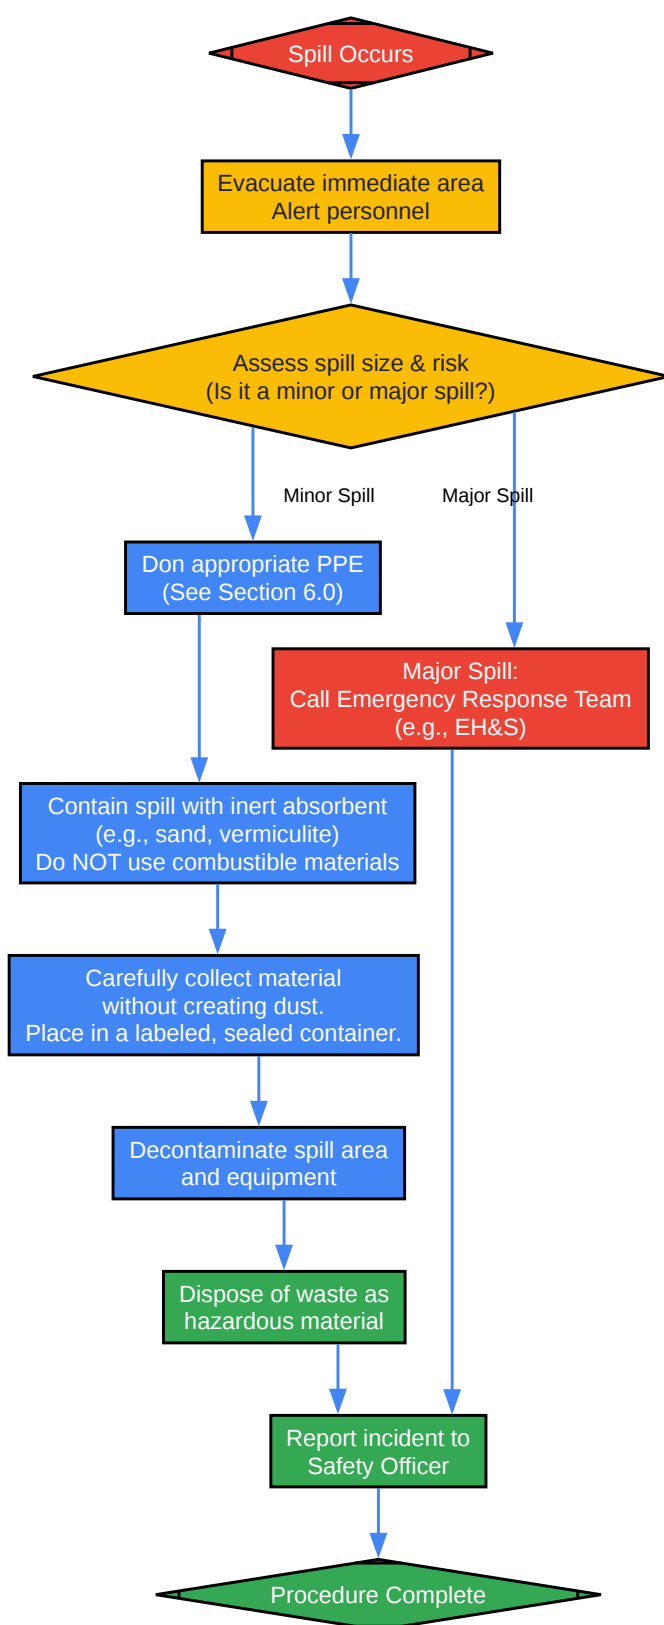 Spill Occurs
Evacuate immediate area
Alert personnel
Assess spill size & risk
(Is it a minor or major spill?)
Minor Spill
Major Spill
Don appropriate PPE
(See Section 6.0)
Major Spill:
Call Emergency Response Team
(e.g., EH&S)
Contain spill with inert absorbent
(e.g., sand, vermiculite)
Do NOT use combustible materials
Carefully collect material
without creating dust.
Place in a labeled, sealed container.
Decontaminate spill area
and equipment
Dispose of waste as
hazardous material
Report incident to
Safety Officer
Procedure Complete